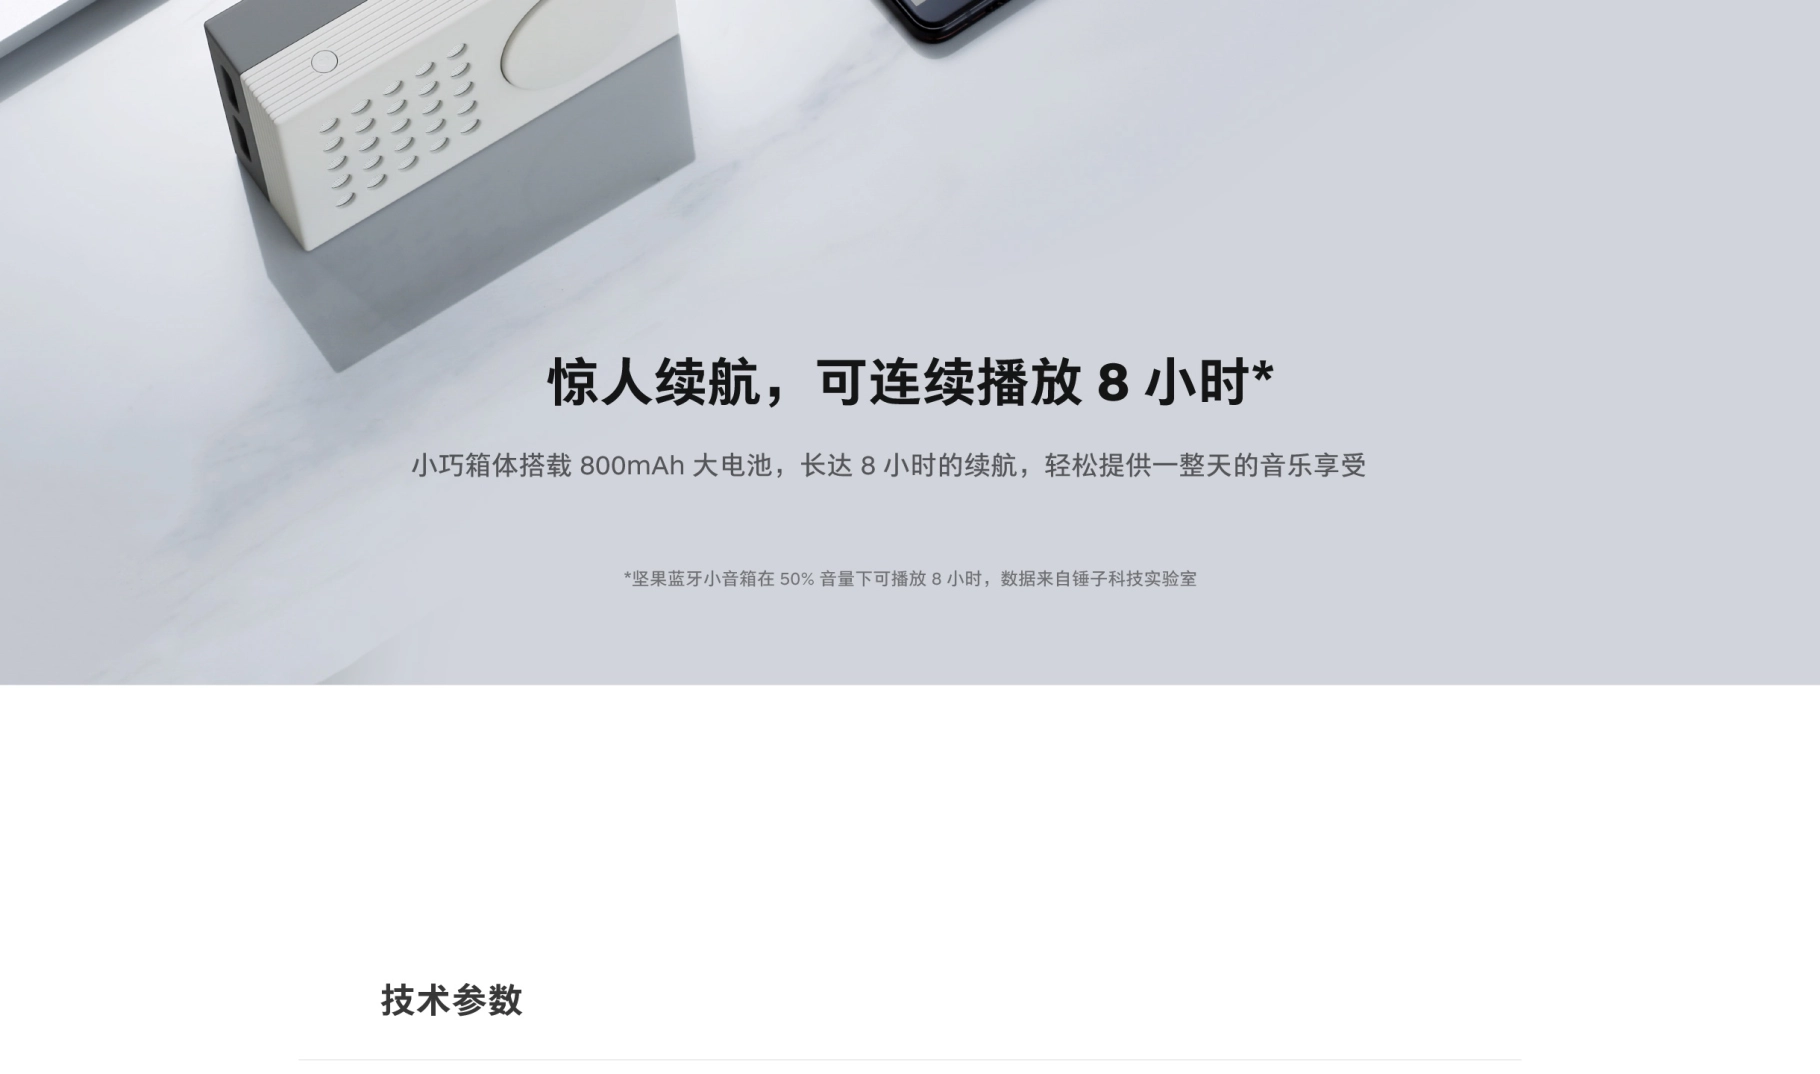 惊人续航，可连续播放 8 小时*
小巧箱体搭载 800mAh 大电池，长达 8 小时的续航，轻松提供一整天的音乐享受
*坚果蓝牙小音箱在 50% 音量下可播放 8 小时，数据来自锤子科技实验室
技术参数